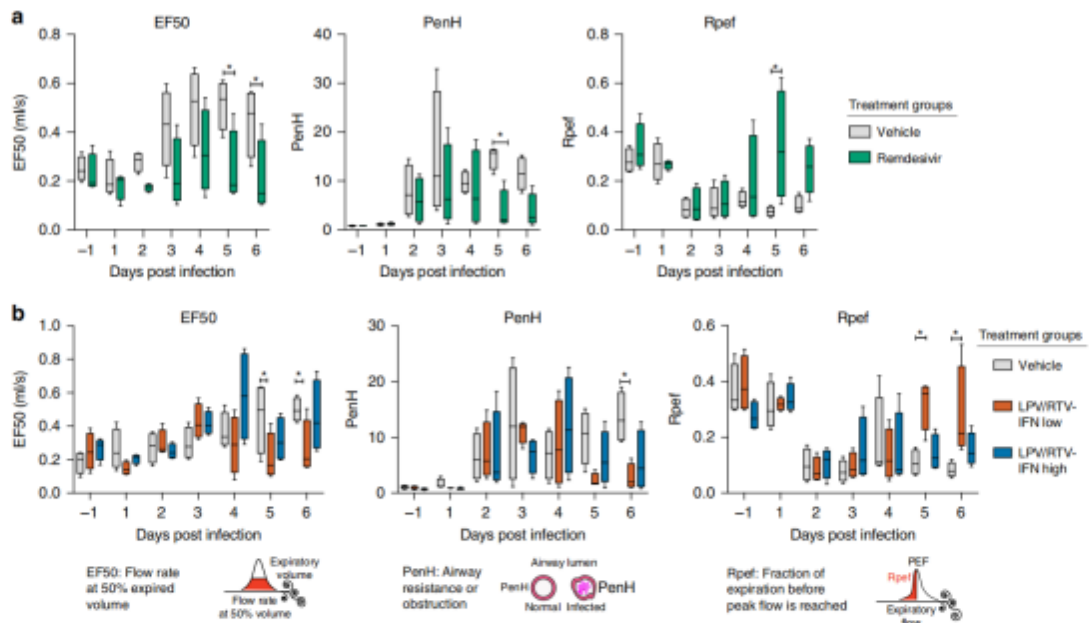 a
EF50
PenH
Rpef
EF50 (ml/s)
0.8
0.6
0.4
0.2
0.0
–1 1 2 3 4 5 6
Days post infection
PenH
40
30
20
10
0
–1 1 2 3 4 5 6
Days post infection
Rpef
0.8
0.6
0.4
0.2
0.0
–1 1 2 3 4 5 6
Days post infection
* * * *
Treatment groups
Vehicle
Remdesivir
b
EF50
PenH
Rpef
EF50 (ml/s)
1.0
0.8
0.6
0.4
0.2
0.0
–1 1 2 3 4 5 6
Days post infection
PenH
30
20
10
0
–1 1 2 3 4 5 6
Days post infection
Rpef
0.6
0.4
0.2
0.0
–1 1 2 3 4 5 6
Days post infection
* * * * *
Treatment groups
Vehicle
LPV/RTV-
IFN low
LPV/RTV-
IFN high
EF50: Flow rate
at 50% expired
volume
Expiratory
volume
Flow rate
at 50% volume
PenH: Airway
resistance or
obstruction
Airway lumen
PenH
PenH
Normal Infected
Rpef: Fraction of
expiration before
peak flow is reached
PEF
Rpef
Expiratory